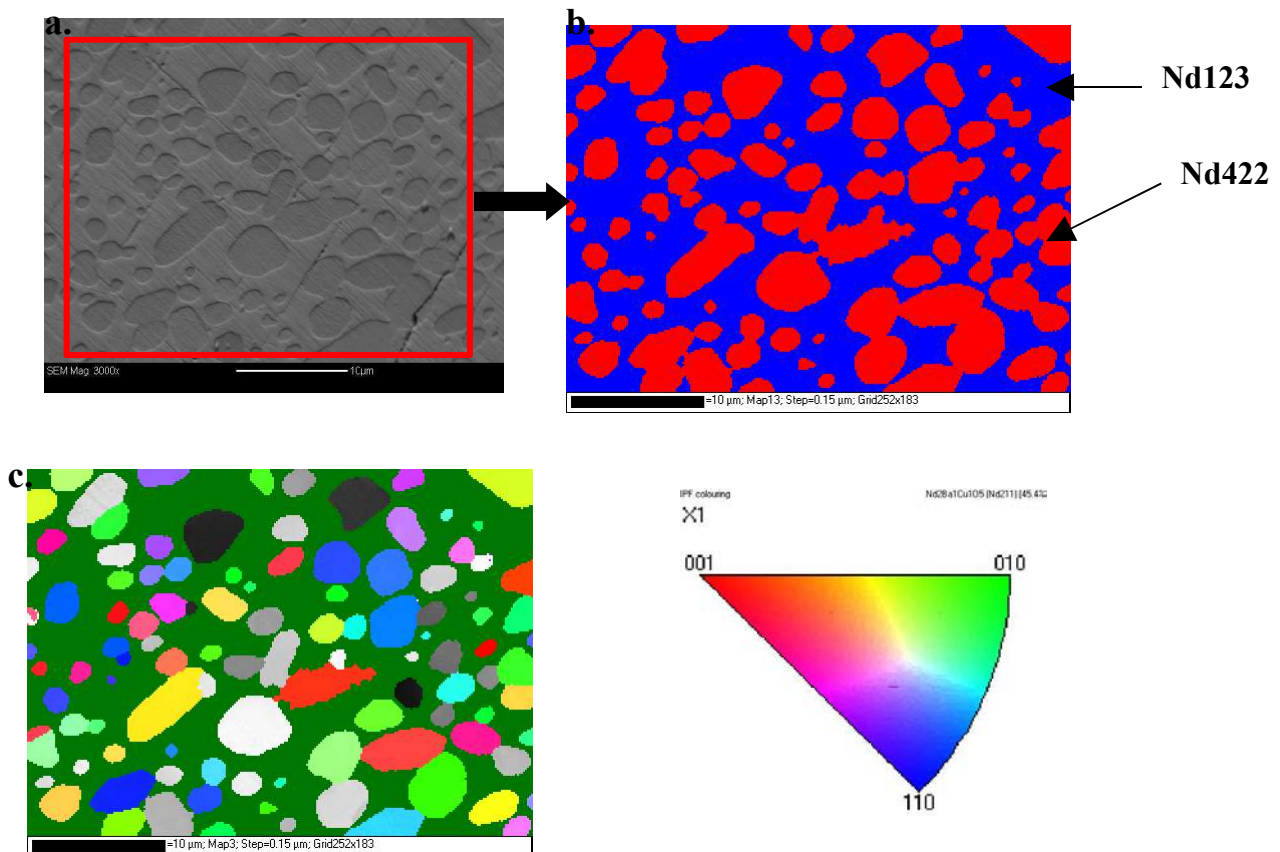 a.
SEM Mag. 3000x 10µm
b.
Nd123
Nd422
=10 µm; Map13; Step=0.15 µm; Grid252x183
c.
=10 µm; Map3; Step=0.15 µm; Grid252x183
IPF colouring
X1
001
010
110